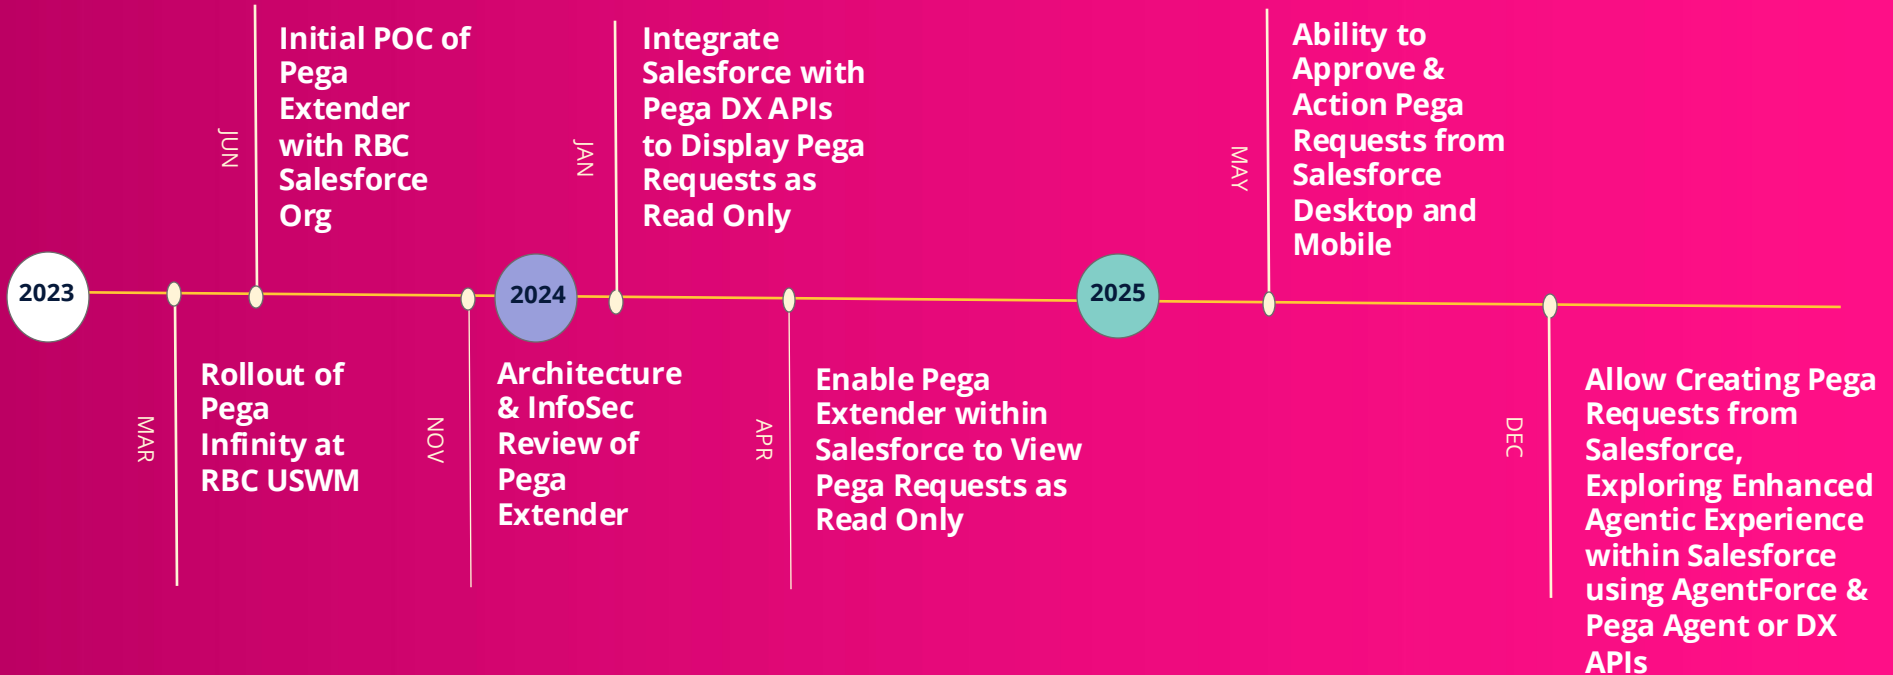 2023
MAR
Rollout of
Pega
Infinity at
RBC USWM
JUN
Initial POC of
Pega
Extender
with RBC
Salesforce
Org
NOV
Architecture
& InfoSec
Review of
Pega
Extender
2024
JAN
Integrate
Salesforce with
Pega DX APIs
to Display Pega
Requests as
Read Only
APR
Enable Pega
Extender within
Salesforce to View
Pega Requests as
Read Only
2025
MAY
Ability to
Approve &
Action Pega
Requests from
Salesforce
Desktop and
Mobile
DEC
Allow Creating Pega
Requests from
Salesforce,
Exploring Enhanced
Agentic Experience
within Salesforce
using AgentForce &
Pega Agent or DX
APIs